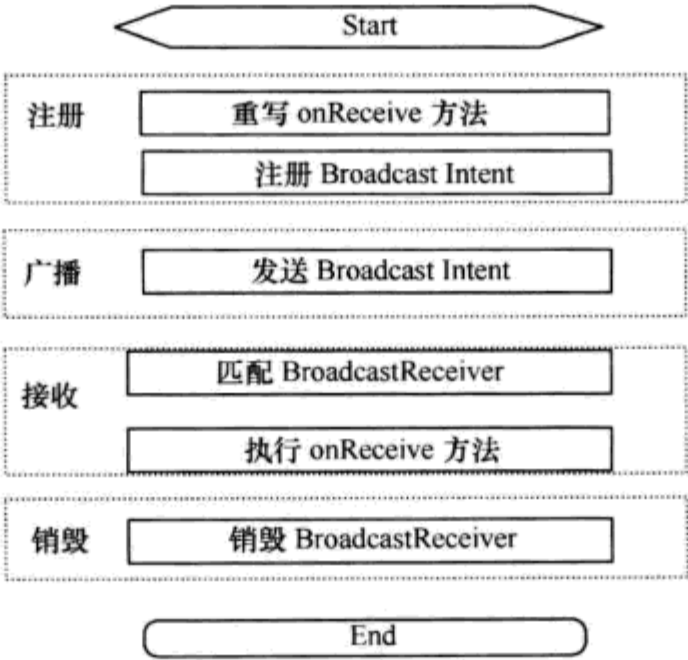 Start
注册
重写 onReceive 方法
注册 Broadcast Intent
广播
发送 Broadcast Intent
匹配 BroadcastReceiver
接收
执行 onReceive 方法
销毁
销毁 BroadcastReceiver
End